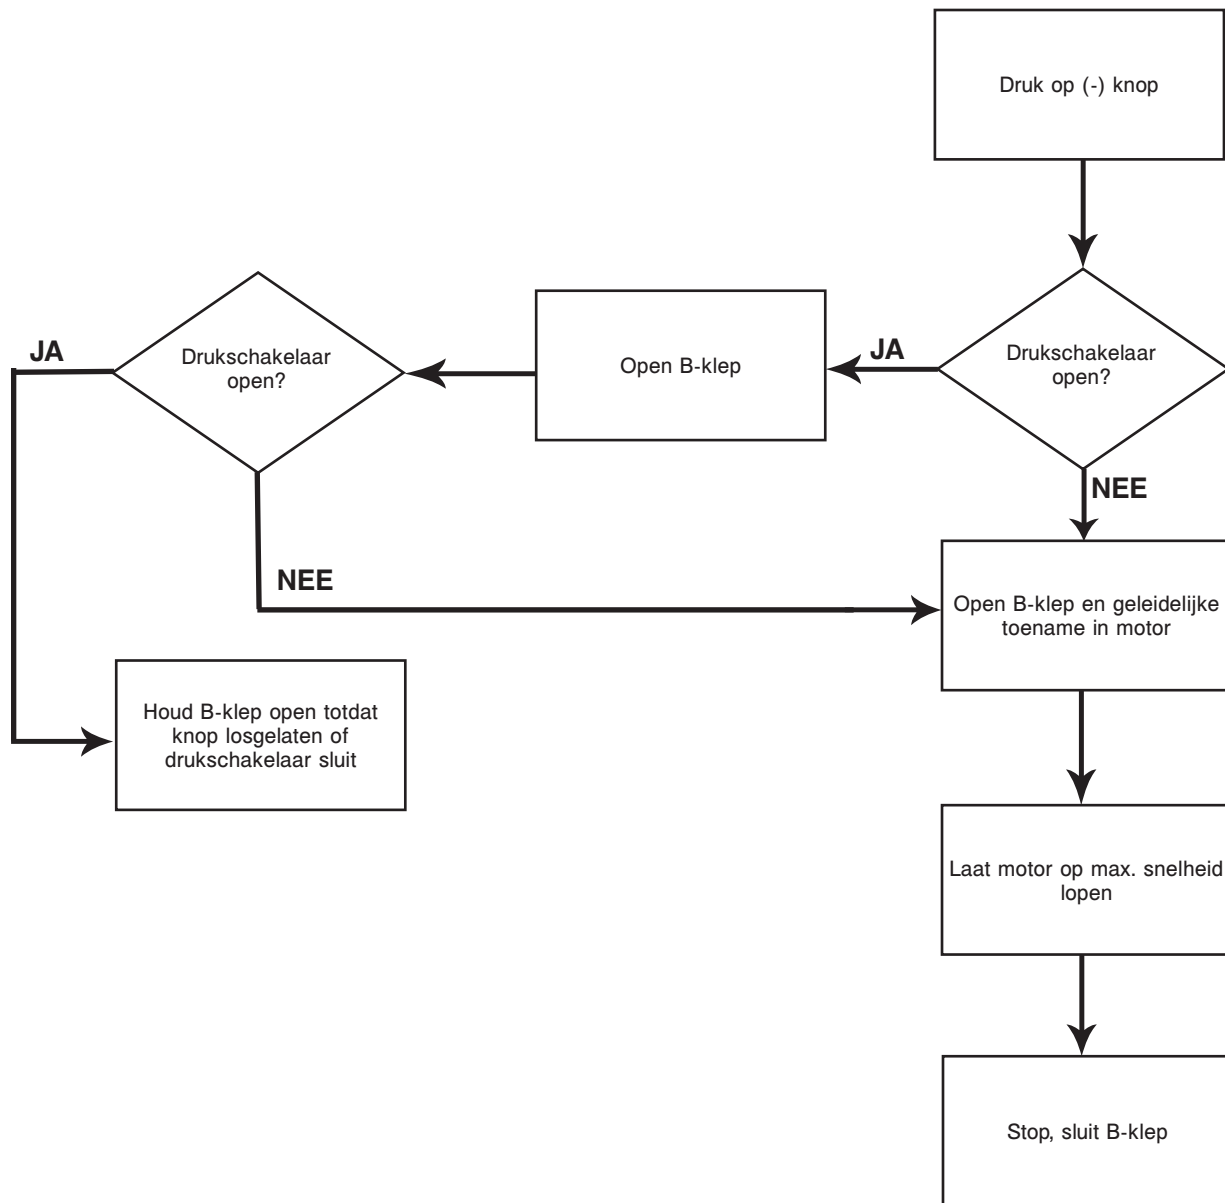 Druk op (-) knop
JA
Drukschakelaar
open?
Open B-klep
JA
Drukschakelaar
open?
NEE
NEE
Open B-klep en geleidelijke
toename in motor
Houd B-klep open totdat
knop losgelaten of
drukschakelaar sluit
Laat motor op max. snelheid
lopen
Stop, sluit B-klep